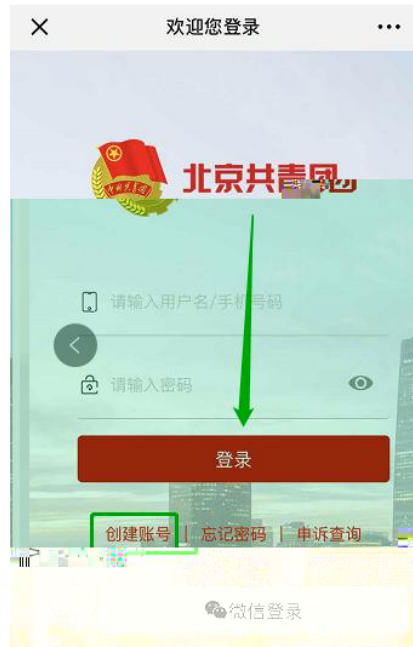 欢迎您登录
北京共青团
请输入用户名/手机号码
请输入密码
登录
创建账号 | 忘记密码 | 申诉查询
微信登录